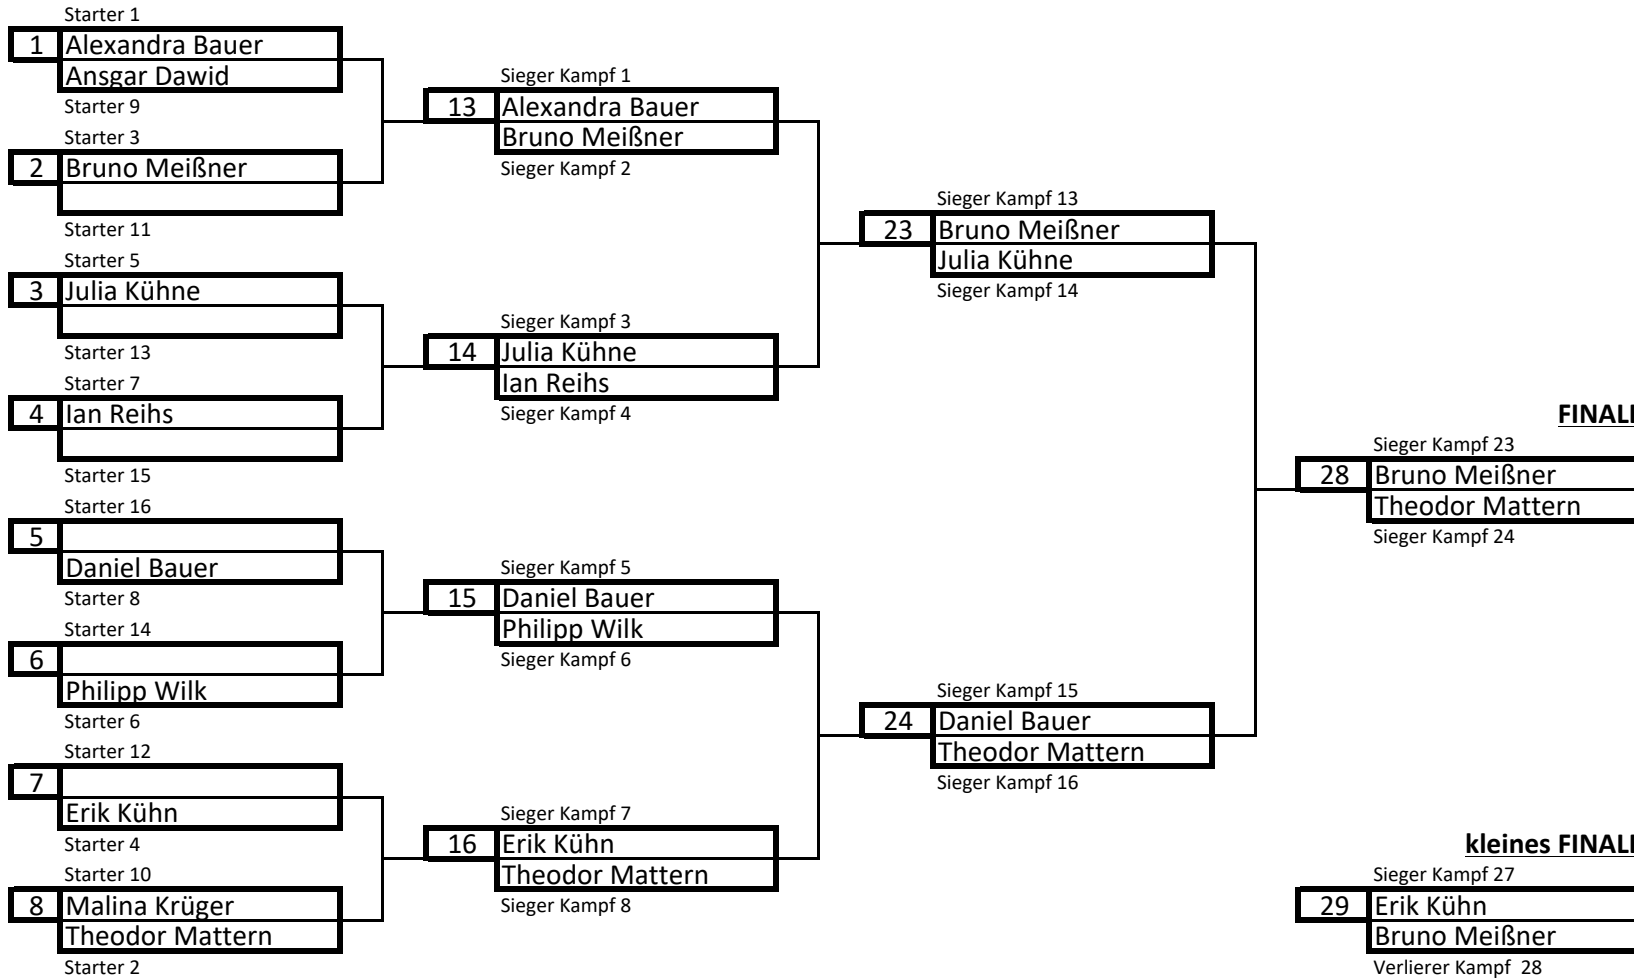 Starter 1
1 Alexandra Bauer
Ansgar Dawid
Starter 9
Starter 3
2 Bruno Meißner
Starter 11
Starter 5
3 Julia Kühne
Starter 13
Starter 7
4 Ian Reihs
Starter 15
Starter 16
5
Daniel Bauer
Starter 8
Starter 14
6
Philipp Wilk
Starter 6
Starter 12
7
Erik Kühn
Starter 4
Starter 10
8 Malina Krüger
Theodor Mattern
Starter 2
Sieger Kampf 1
13 Alexandra Bauer
Bruno Meißner
Sieger Kampf 2
Sieger Kampf 3
14 Julia Kühne
Ian Reihs
Sieger Kampf 4
Sieger Kampf 5
15 Daniel Bauer
Philipp Wilk
Sieger Kampf 6
Sieger Kampf 7
16 Erik Kühn
Theodor Mattern
Sieger Kampf 8
Sieger Kampf 13
23 Bruno Meißner
Julia Kühne
Sieger Kampf 14
Sieger Kampf 15
24 Daniel Bauer
Theodor Mattern
Sieger Kampf 16
FINALE
Sieger Kampf 23
28 Bruno Meißner
Theodor Mattern
Sieger Kampf 24
kleines FINALE
Sieger Kampf 27
29 Erik Kühn
Bruno Meißner
Verlierer Kampf 28